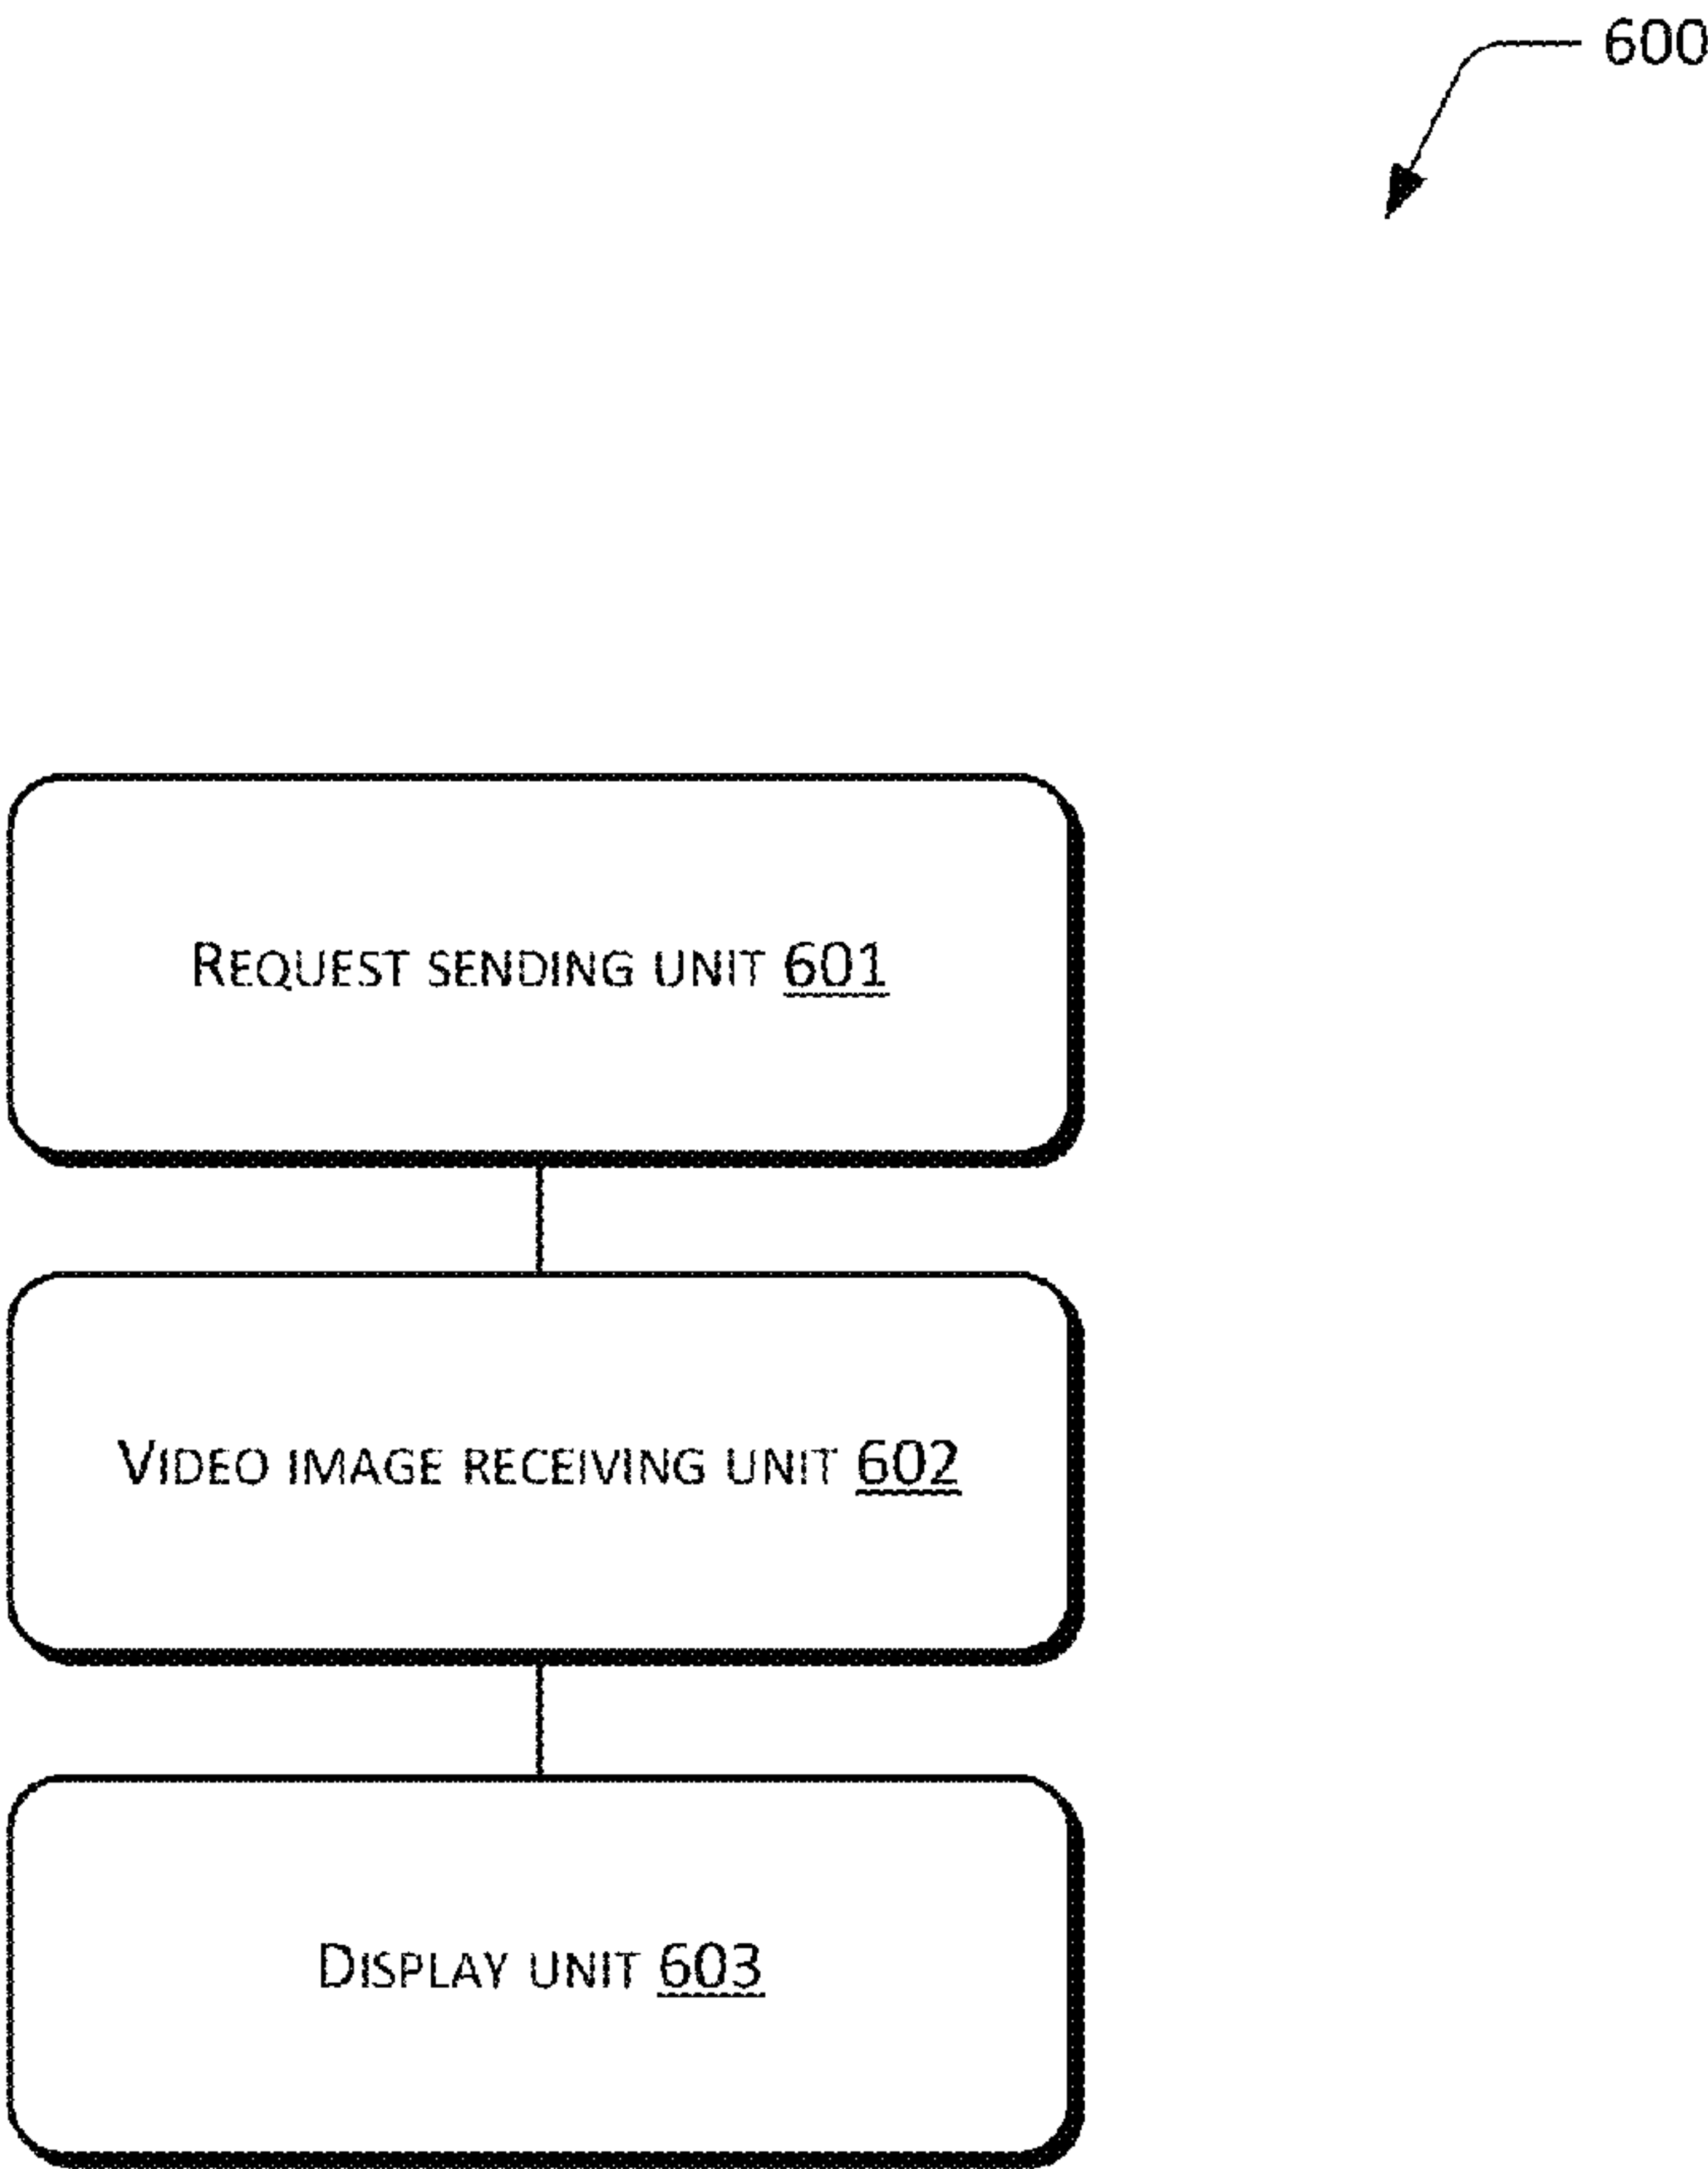 600
REQUEST SENDING UNIT 601
VIDEO IMAGE RECEIVING UNIT 602
DISPLAY UNIT 603